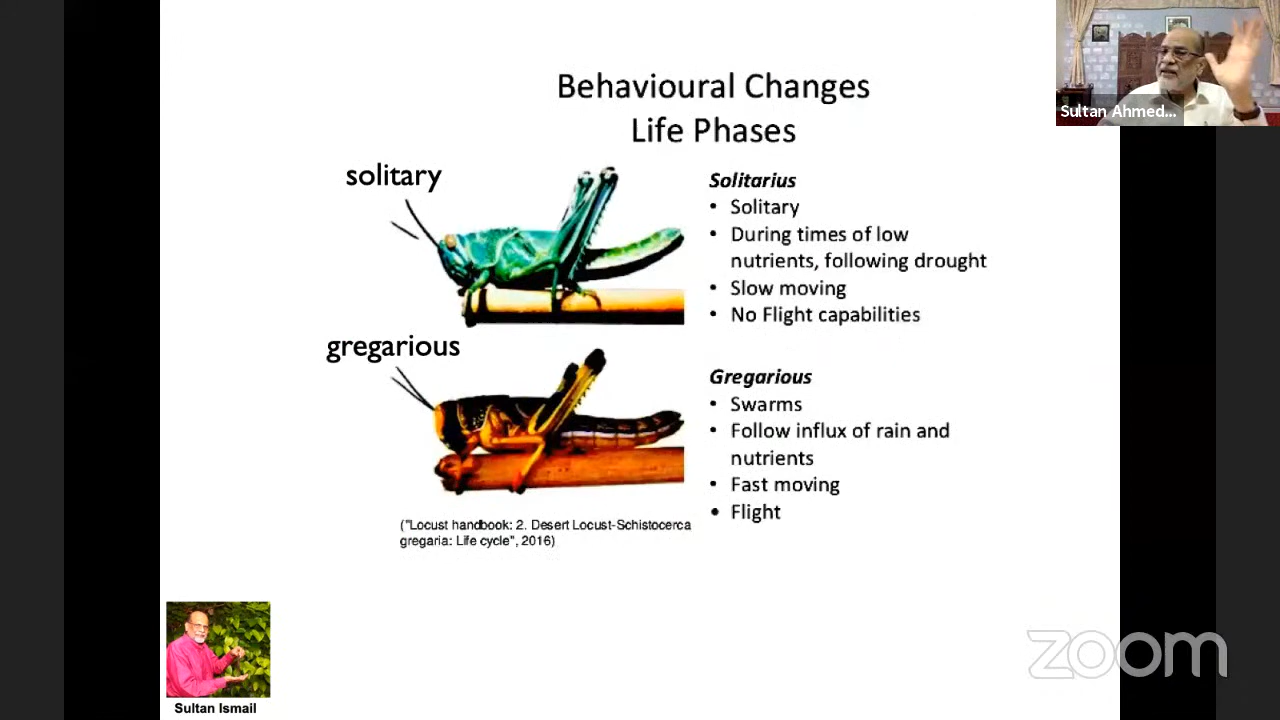 Behavioural Changes
Life Phases
Sultan Ahmed...
solitary
Solitarius
• Solitary
• During times of low
nutrients, following drought
• Slow moving
• No Flight capabilities
gregarious
Gregarious
• Swarms
• Follow influx of rain and
nutrients
• Fast moving
• Flight
("Locust handbook: 2. Desert Locust-Schistocerca
gregaria: Life cycle", 2016)
Sultan Ismail
zoom